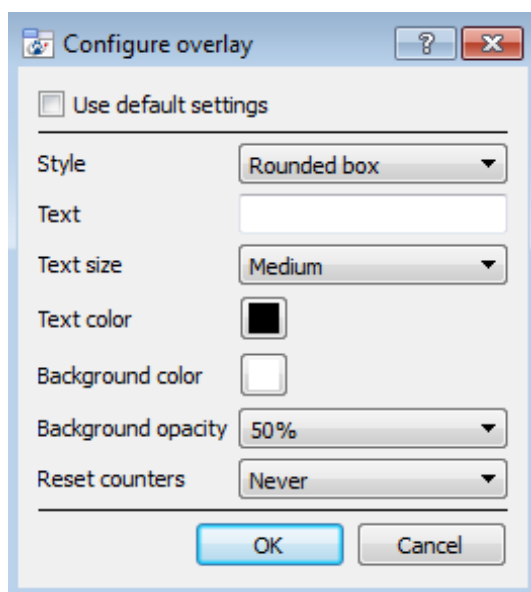 Configure overlay
?
Use default settings
Style Rounded box
Text
Text size Medium
Text color
Background color
Background opacity 50%
Reset counters Never
OK Cancel